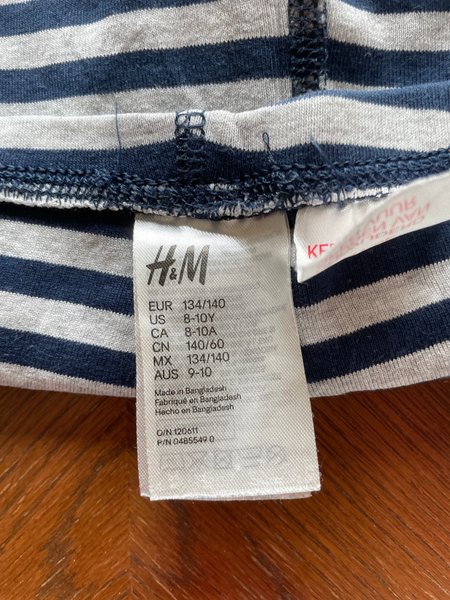 H&M
EUR 134/140
US 8-10Y
CA 8-10A
CN 140/60
MX 134/140
AUS 9-10
Made in Bangladesh
Fabriqué en Bangladesh
Hecho en Bangladesh
O/N 120611
P/N 0485549 0